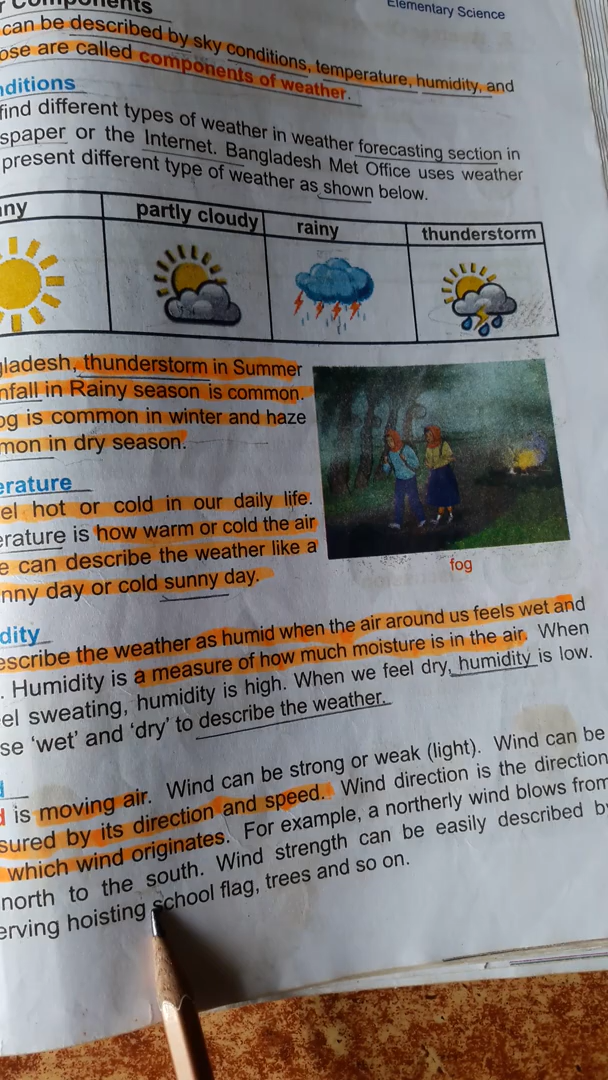 Components
Elementary Science
can be described by sky conditions, temperature, humidity, and
ose are called components of weather.
nditions
find different types of weather in weather forecasting section in
spaper or the Internet. Bangladesh Met Office uses weather
present different type of weather as shown below.
ny
partly cloudy
rainy
thunderstorm
gladesh, thunderstorm in Summer
nfall in Rainy season is common.
og is common in winter and haze
mon in dry season.
fog
erature
el hot or cold in our daily life.
erature is how warm or cold the air
e can describe the weather like a
nny day or cold sunny day.
dity
escribe the weather as humid when the air around us feels wet and
. Humidity is a measure of how much moisture is in the air. When
el sweating, humidity is high. When we feel dry, humidity is low.
se ‘wet’ and ‘dry’ to describe the weather.
d is moving air. Wind can be strong or weak (light). Wind can be
sured by its direction and speed. Wind direction is the direction
which wind originates. For example, a northerly wind blows from
north to the south. Wind strength can be easily described by
erving hoisting school flag, trees and so on.